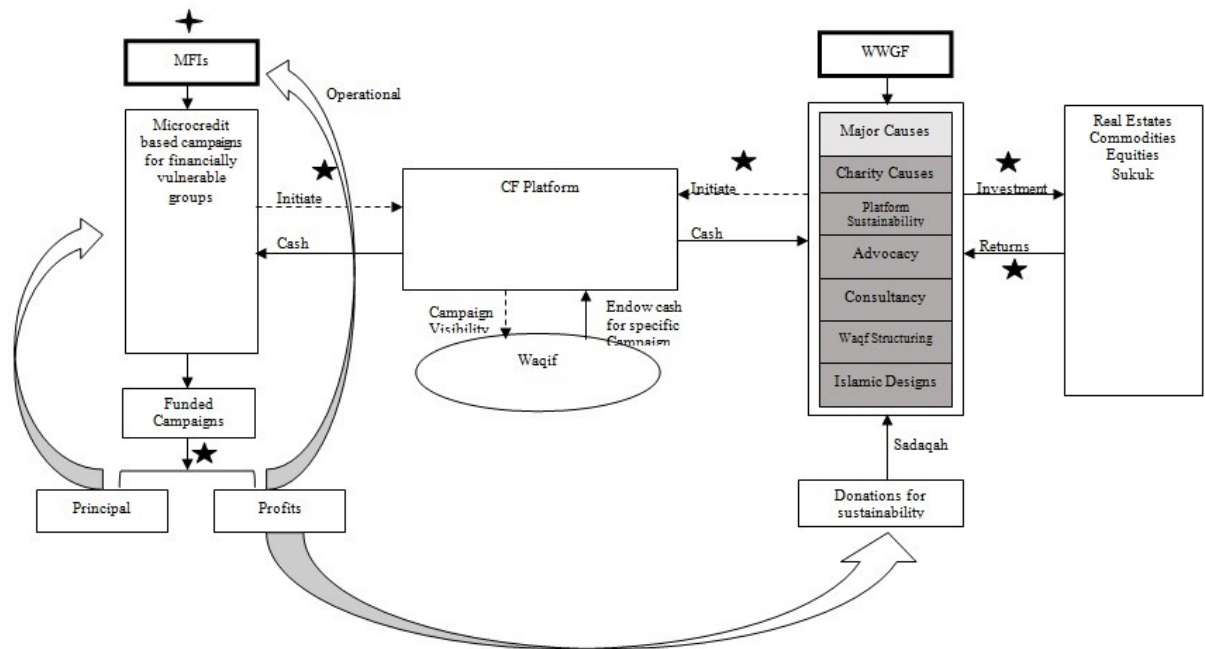 MFIs
Operational
Microcredit
based campaigns
for financially
vulnerable
groups
Initiate
Cash
Funded
Campaigns
Principal
Profits
CF Platform
Campaign
Visibility
Endow cash
for specific
Campaign
Waqif
Initiate
Cash
WWGF
Major Causes
Charity Causes
Platform
Sustainability
Advocacy
Consultancy
Waqf Structuring
Islamic Designs
Investment
Returns
Real Estates
Commodities
Equities
Sukuk
Sadaqah
Donations for
sustainability